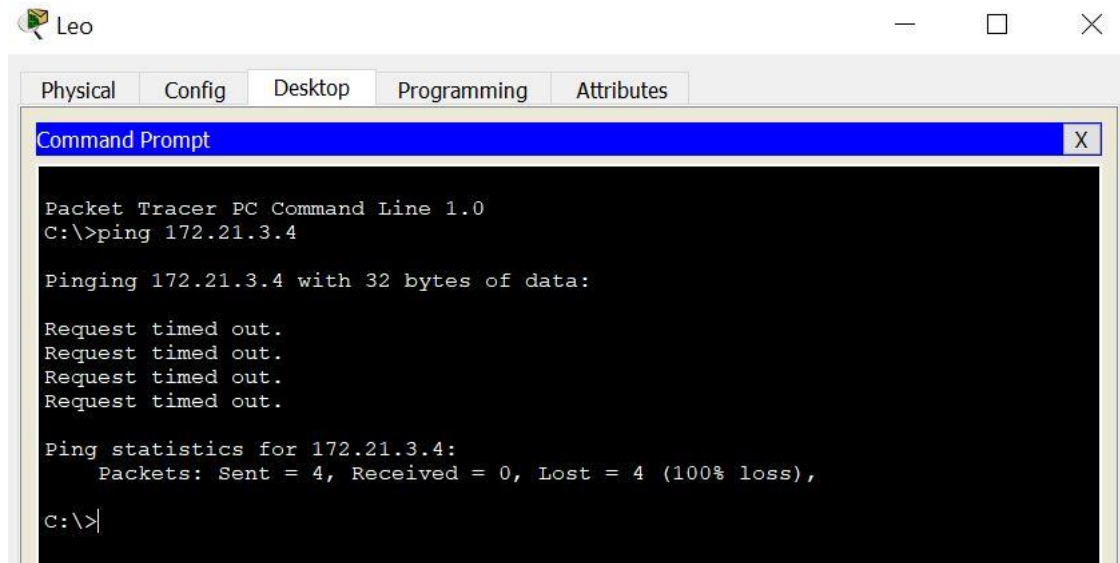 Leo
Physical Config Desktop Programming Attributes
Command Prompt X
Packet Tracer PC Command Line 1.0
C:\>ping 172.21.3.4
Pinging 172.21.3.4 with 32 bytes of data:
Request timed out.
Request timed out.
Request timed out.
Request timed out.
Ping statistics for 172.21.3.4:
Packets: Sent = 4, Received = 0, Lost = 4 (100% loss),
C:\>